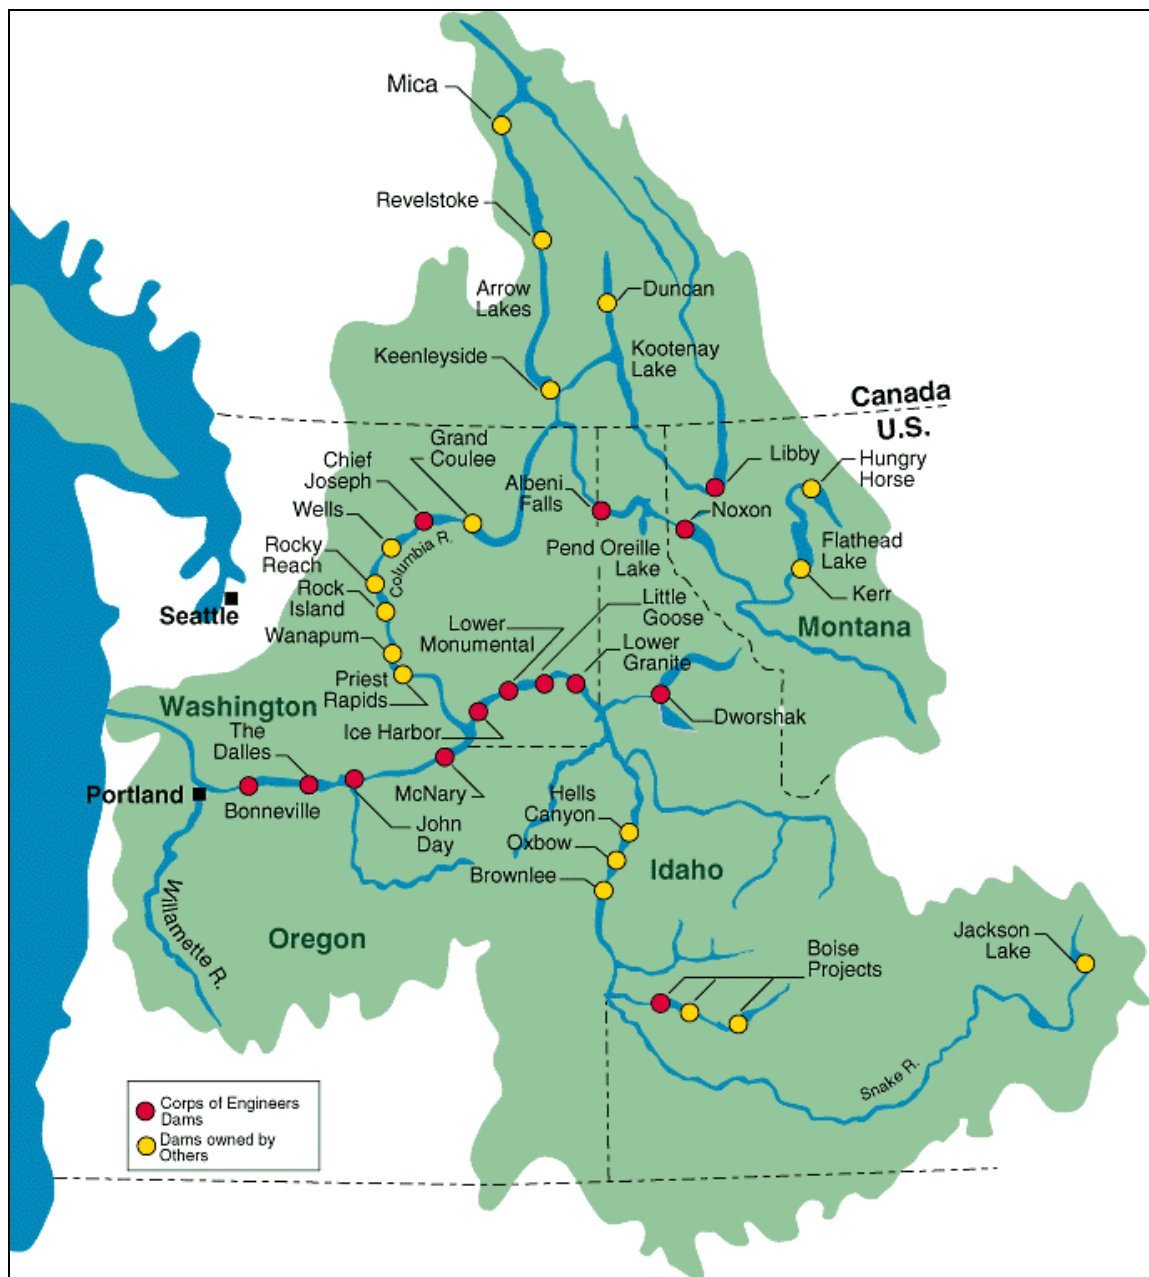 Mica
Revelstoke
Arrow
Lakes
Duncan
Keenleyside
Kootenay
Lake
Canada
U.S.
Grand
Coulee
Chief
Joseph
Libby
Hungry
Horse
Albeni
Falls
Wells
Noxon
Columbia R.
Rocky
Reach
Pend Oreille
Lake
Flathead
Lake
Rock
Island
Kerr
Seattle
Little
Goose
Lower
Monumental
Wanapum
Lower
Granite
Montana
Priest
Rapids
Washington
Ice Harbor
Dworshak
The
Dalles
Portland
McNary
Bonneville
John
Day
Hells
Canyon
Oxbow
Brownlee
Idaho
Willamette R.
Oregon
Boise
Projects
Jackson
Lake
Snake R.
Corps of Engineers
Dams
Dams owned by
Others